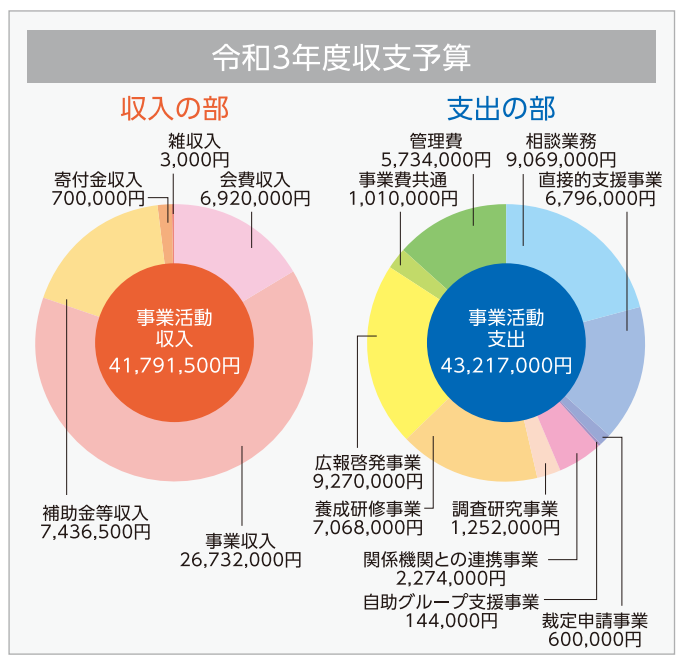 令和3年度収支予算
収入の部
雑収入
3,000円
寄付金収入
700,000円
会費収入
6,920,000円
事業活動
収入
41,791,500円
補助金等収入
7,436,500円
事業収入
26,732,000円
支出の部
管理費
5,734,000円
相談業務
9,069,000円
事業費共通
1,010,000円
直接的支援事業
6,796,000円
事業活動
支出
43,217,000円
広報啓発事業
9,270,000円
養成研修事業
7,068,000円
調査研究事業
1,252,000円
関係機関との連携事業
2,274,000円
自助グループ支援事業
144,000円
裁定申請事業
600,000円